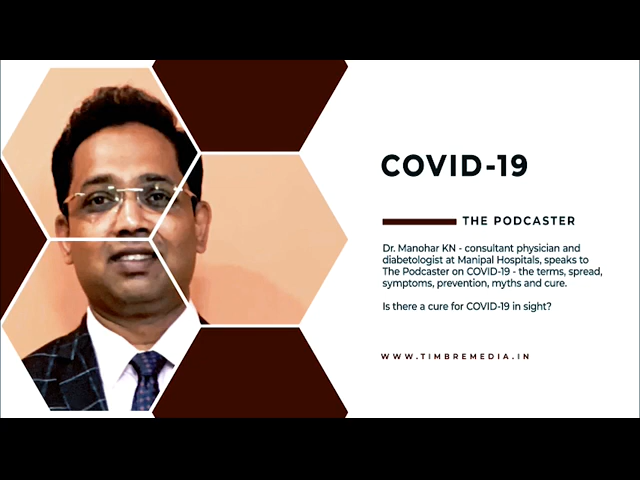 COVID-19
THE PODCASTER
Dr. Manohar KN - consultant physician and
diabetologist at Manipal Hospitals, speaks to
The Podcaster on COVID-19 - the terms, spread,
symptoms, prevention, myths and cure.
Is there a cure for COVID-19 in sight?
WWW.TIMBREMEDIA.IN